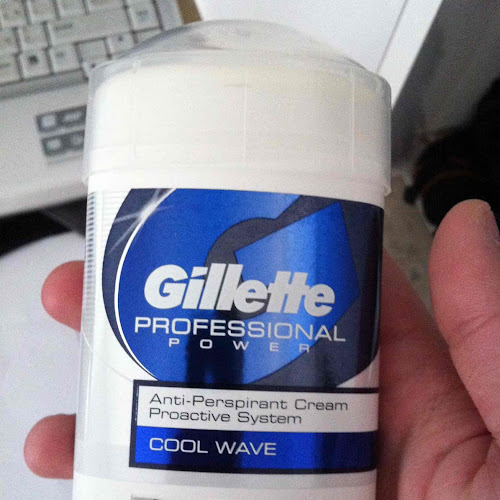 Gillette
PROFESSIONAL
POWER
Anti-Perspirant Cream
Proactive System
COOL WAVE